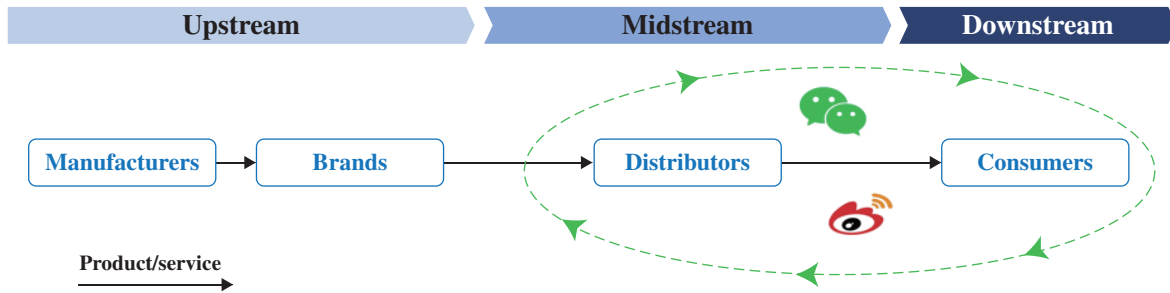 Upstream
Midstream
Downstream
Manufacturers
Brands
Distributors
Consumers
Product/service